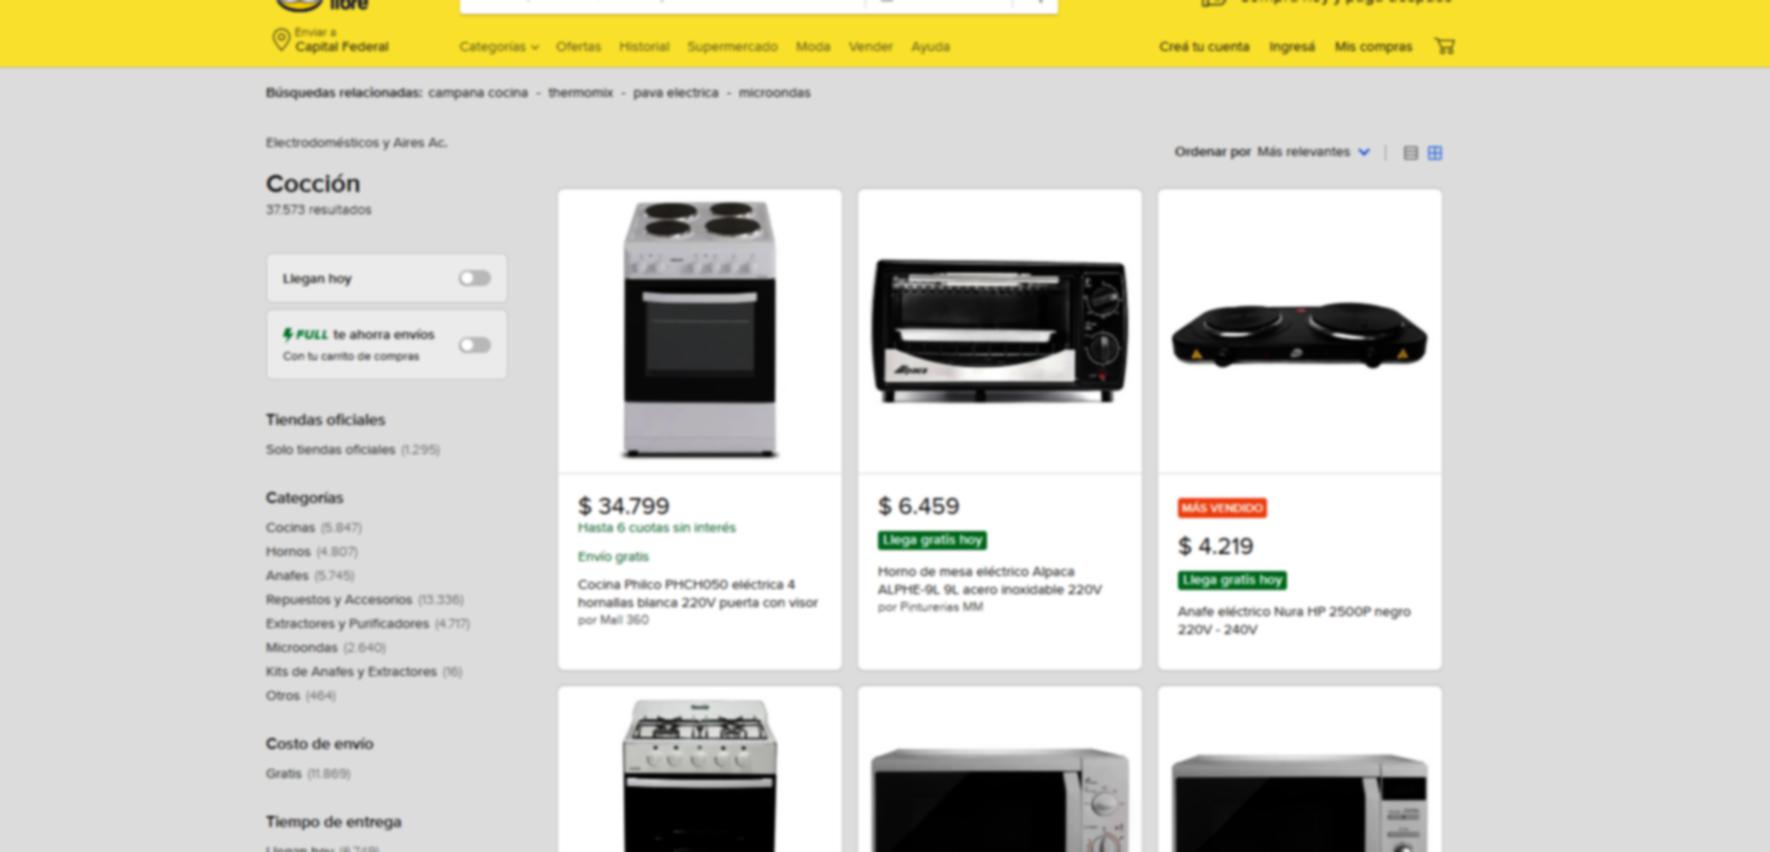 libre
Enviar a
Capital Federal
Categorías
Ofertas
Historial
Supermercado
Moda
Vender
Ayuda
Creá tu cuenta
Ingresá
Mis compras
Búsquedas relacionadas: campana cocina - thermomix - pava electrica - microondas
Electrodomésticos y Aires Ac.
Ordenar por Más relevantes
Cocción
37.573 resultados
Llegan hoy
FULL te ahorra envíos
Con tu carrito de compras
Tiendas oficiales
Solo tiendas oficiales (1.295)
Categorías
Cocinas (5.847)
Hornos (4.807)
Anafes (5.745)
Repuestos y Accesorios (13.336)
Extractores y Purificadores (4.717)
Microondas (2.640)
Kits de Anafes y Extractores (16)
Otros (464)
Costo de envío
Gratis (11.869)
Tiempo de entrega
$ 34.799
Hasta 6 cuotas sin interés
Envío gratis
Cocina Philco PHCH050 eléctrica 4
hornallas blanca 220V puerta con visor
por Mall 360
Alpaca
$ 6.459
Llega gratis hoy
Horno de mesa eléctrico Alpaca
ALPHE-9L 9L acero inoxidable 220V
por Pinturerías MM
MÁS VENDIDO
$ 4.219
Llega gratis hoy
Anafe eléctrico Nura HP 2500P negro
220V - 240V